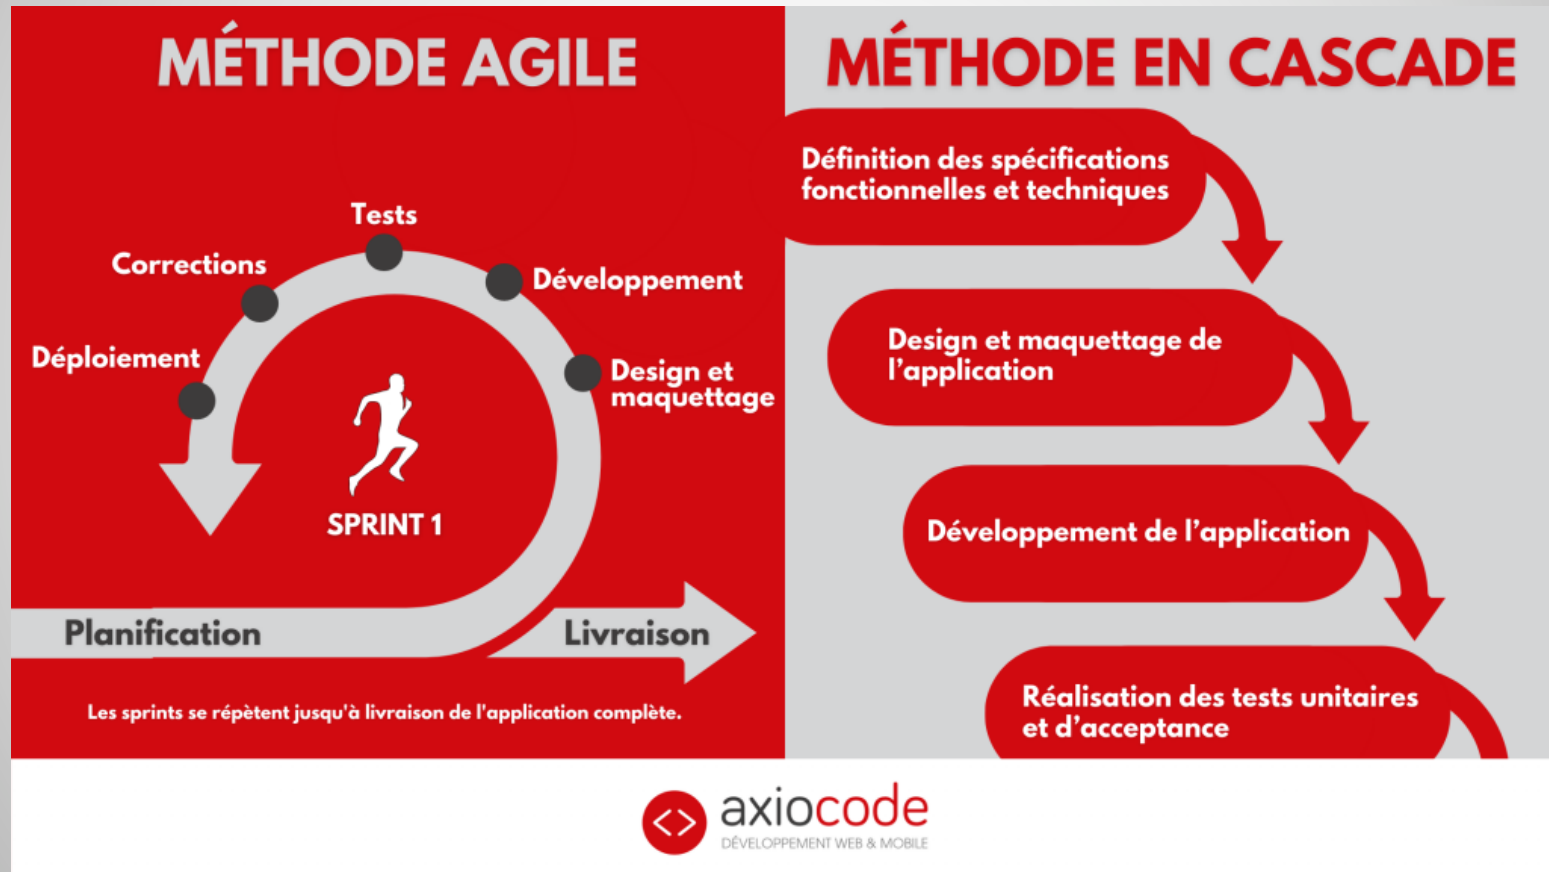 MÉTHODE AGILE
Tests
Corrections
Développement
Déploiement
Design et
maquettage
SPRINT 1
Planification
Livraison
Les sprints se répètent jusqu'à livraison de l'application complète.
MÉTHODE EN CASCADE
Définition des spécifications
fonctionnelles et techniques
Design et maquettage de
l’application
Développement de l’application
Réalisation des tests unitaires
et d’acceptance
<> axiocode
DÉVELOPPEMENT WEB & MOBILE